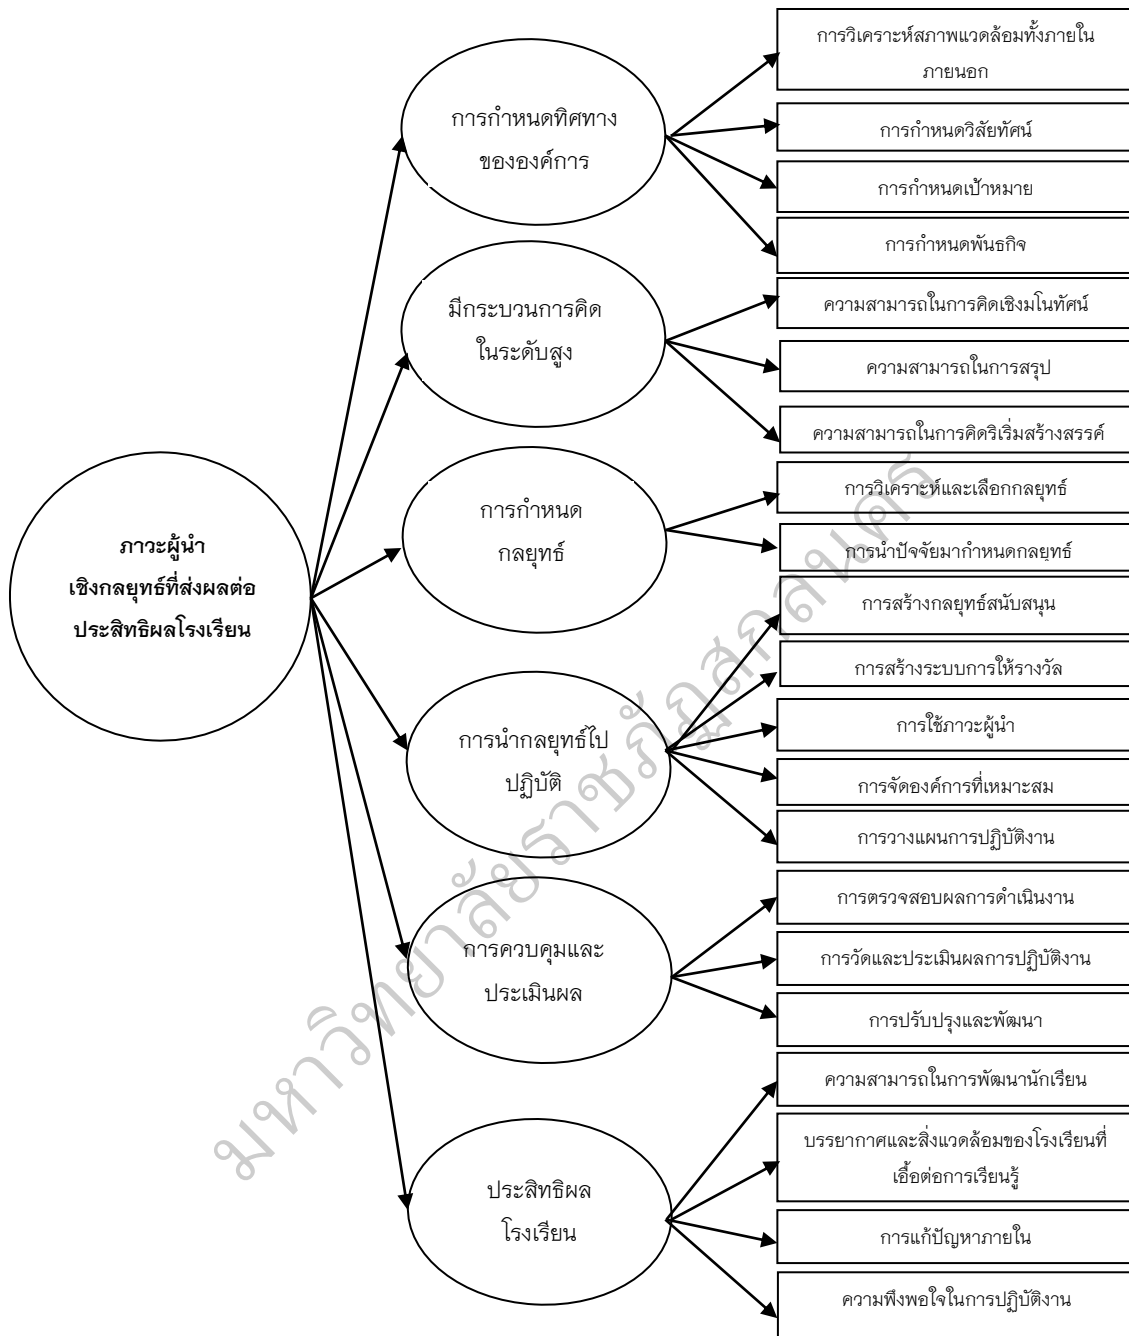 ภาวะผู้นำ
เชิงกลยุทธ์ที่ส่งผลต่อ
ประสิทธิผลโรงเรียน
การกำหนดทิศทาง
ขององค์การ
การวิเคราะห์สภาพแวดล้อมทั้งภายใน
ภายนอก
การกำหนดวิสัยทัศน์
การกำหนดเป้าหมาย
การกำหนดพันธกิจ
มีกระบวนการคิด
ในระดับสูง
ความสามารถในการคิดเชิงมโนทัศน์
ความสามารถในการสรุป
ความสามารถในการคิดริเริ่มสร้างสรรค์
การกำหนด
กลยุทธ์
การวิเคราะห์และเลือกกลยุทธ์
การนำปัจจัยมากำหนดกลยุทธ์
การนำกลยุทธ์ไป
ปฏิบัติ
การสร้างกลยุทธ์สนับสนุน
การสร้างระบบการให้รางวัล
การใช้ภาวะผู้นำ
การจัดองค์การที่เหมาะสม
การวางแผนการปฏิบัติงาน
การควบคุมและ
ประเมินผล
การตรวจสอบผลการดำเนินงาน
การวัดและประเมินผลการปฏิบัติงาน
การปรับปรุงและพัฒนา
ประสิทธิผล
โรงเรียน
ความสามารถในการพัฒนานักเรียน
บรรยากาศและสิ่งแวดล้อมของโรงเรียนที่
เอื้อต่อการเรียนรู้
การแก้ปัญหาภายใน
ความพึงพอใจในการปฏิบัติงาน
มหาวิทยาลัยราชภัฏสกลนคร